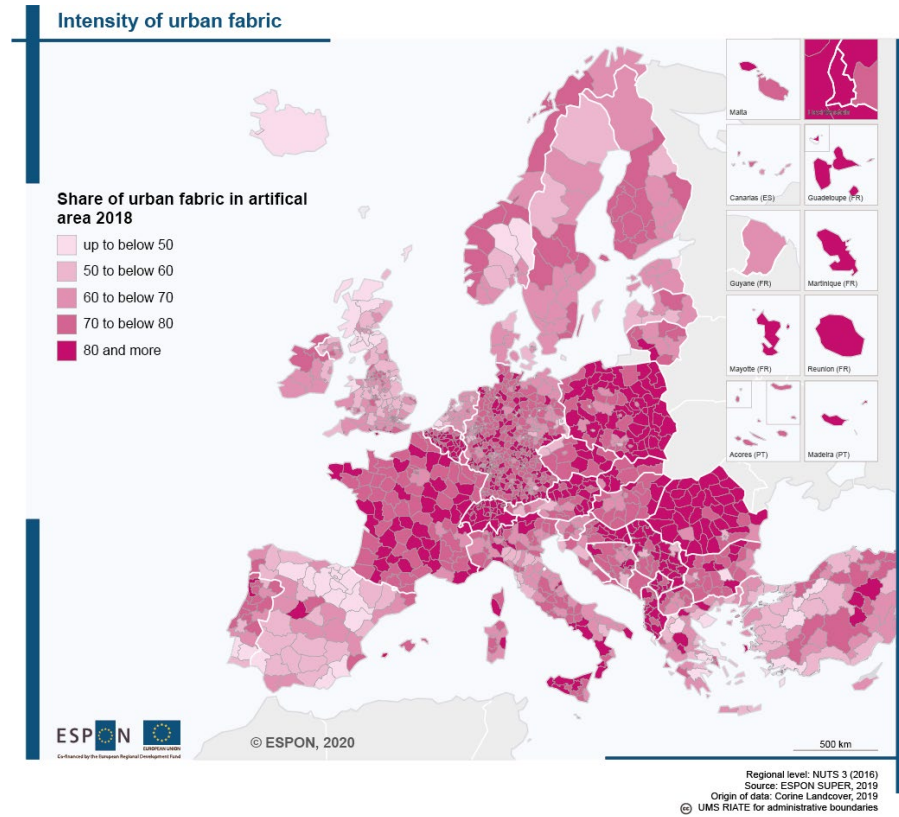 Intensity of urban fabric
Share of urban fabric in artifical
area 2018
up to below 50
50 to below 60
60 to below 70
70 to below 80
80 and more
Malta
Canarias (ES)
Guadeloupe (FR)
Guyane (FR)
Martinique (FR)
Mayotte (FR)
Reunion (FR)
Acores (PT)
Madeira (PT)
ESPON
EUROPEAN UNION
Co-financed by the European Regional Development Fund
© ESPON, 2020
500 km
Regional level: NUTS 3 (2016)
Source: ESPON SUPER, 2019
Origin of data: Corine Landcover, 2019
cc UMS RIATE for administrative boundaries